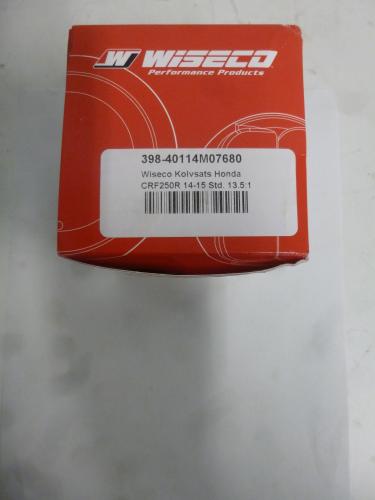 W WISECO
Performance Products
398-40114M07680
Wiseco Kolvsats Honda
CRF250R 14-15 Std. 13.5:1